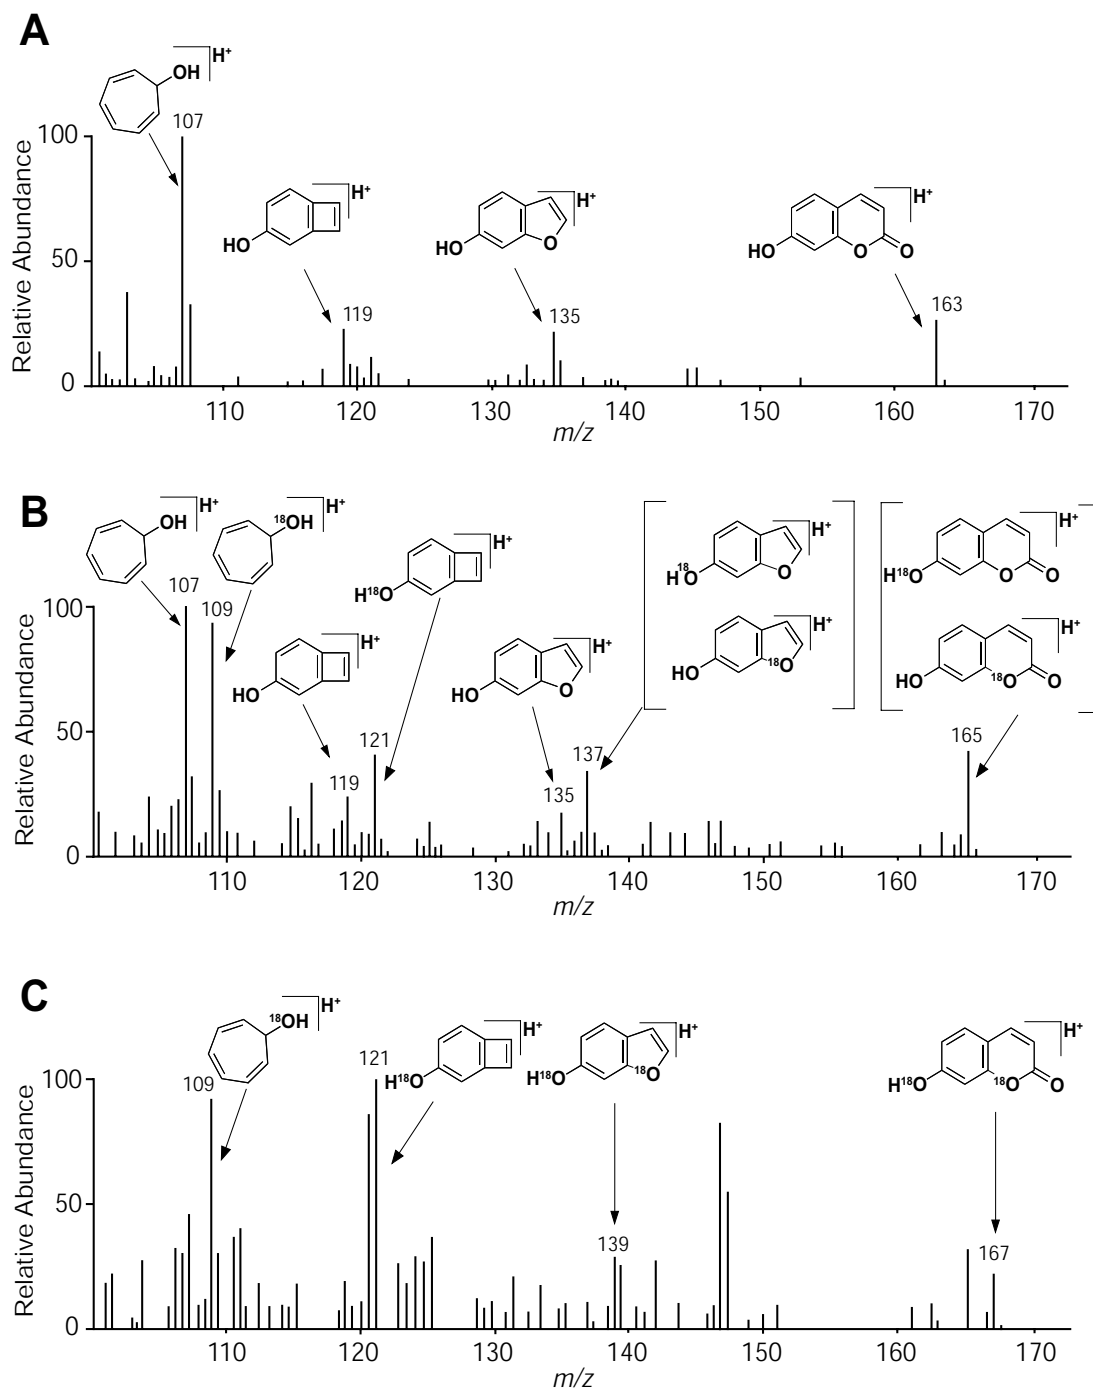 A
OH
H⁺
107
100
H⁺
HO
119
H⁺
HO
O
135
H⁺
HO
O
O
163
Relative Abundance
50
0
110
120
130
140
150
160
170
m/z
B
OH
H⁺
¹⁸OH
H⁺
107
109
100
H⁺
H¹⁸O
H⁺
HO
119
121
H⁺
HO
O
135
137
H⁺
H¹⁸O
O
H⁺
HO
¹⁸O
H⁺
H¹⁸O
O
O
H⁺
HO
¹⁸O
O
165
Relative Abundance
50
0
110
120
130
140
150
160
170
m/z
C
¹⁸OH
H⁺
109
100
121
H⁺
H¹⁸O
H⁺
H¹⁸O
¹⁸O
139
H⁺
H¹⁸O
¹⁸O
O
167
Relative Abundance
50
0
110
120
130
140
150
160
170
m/z